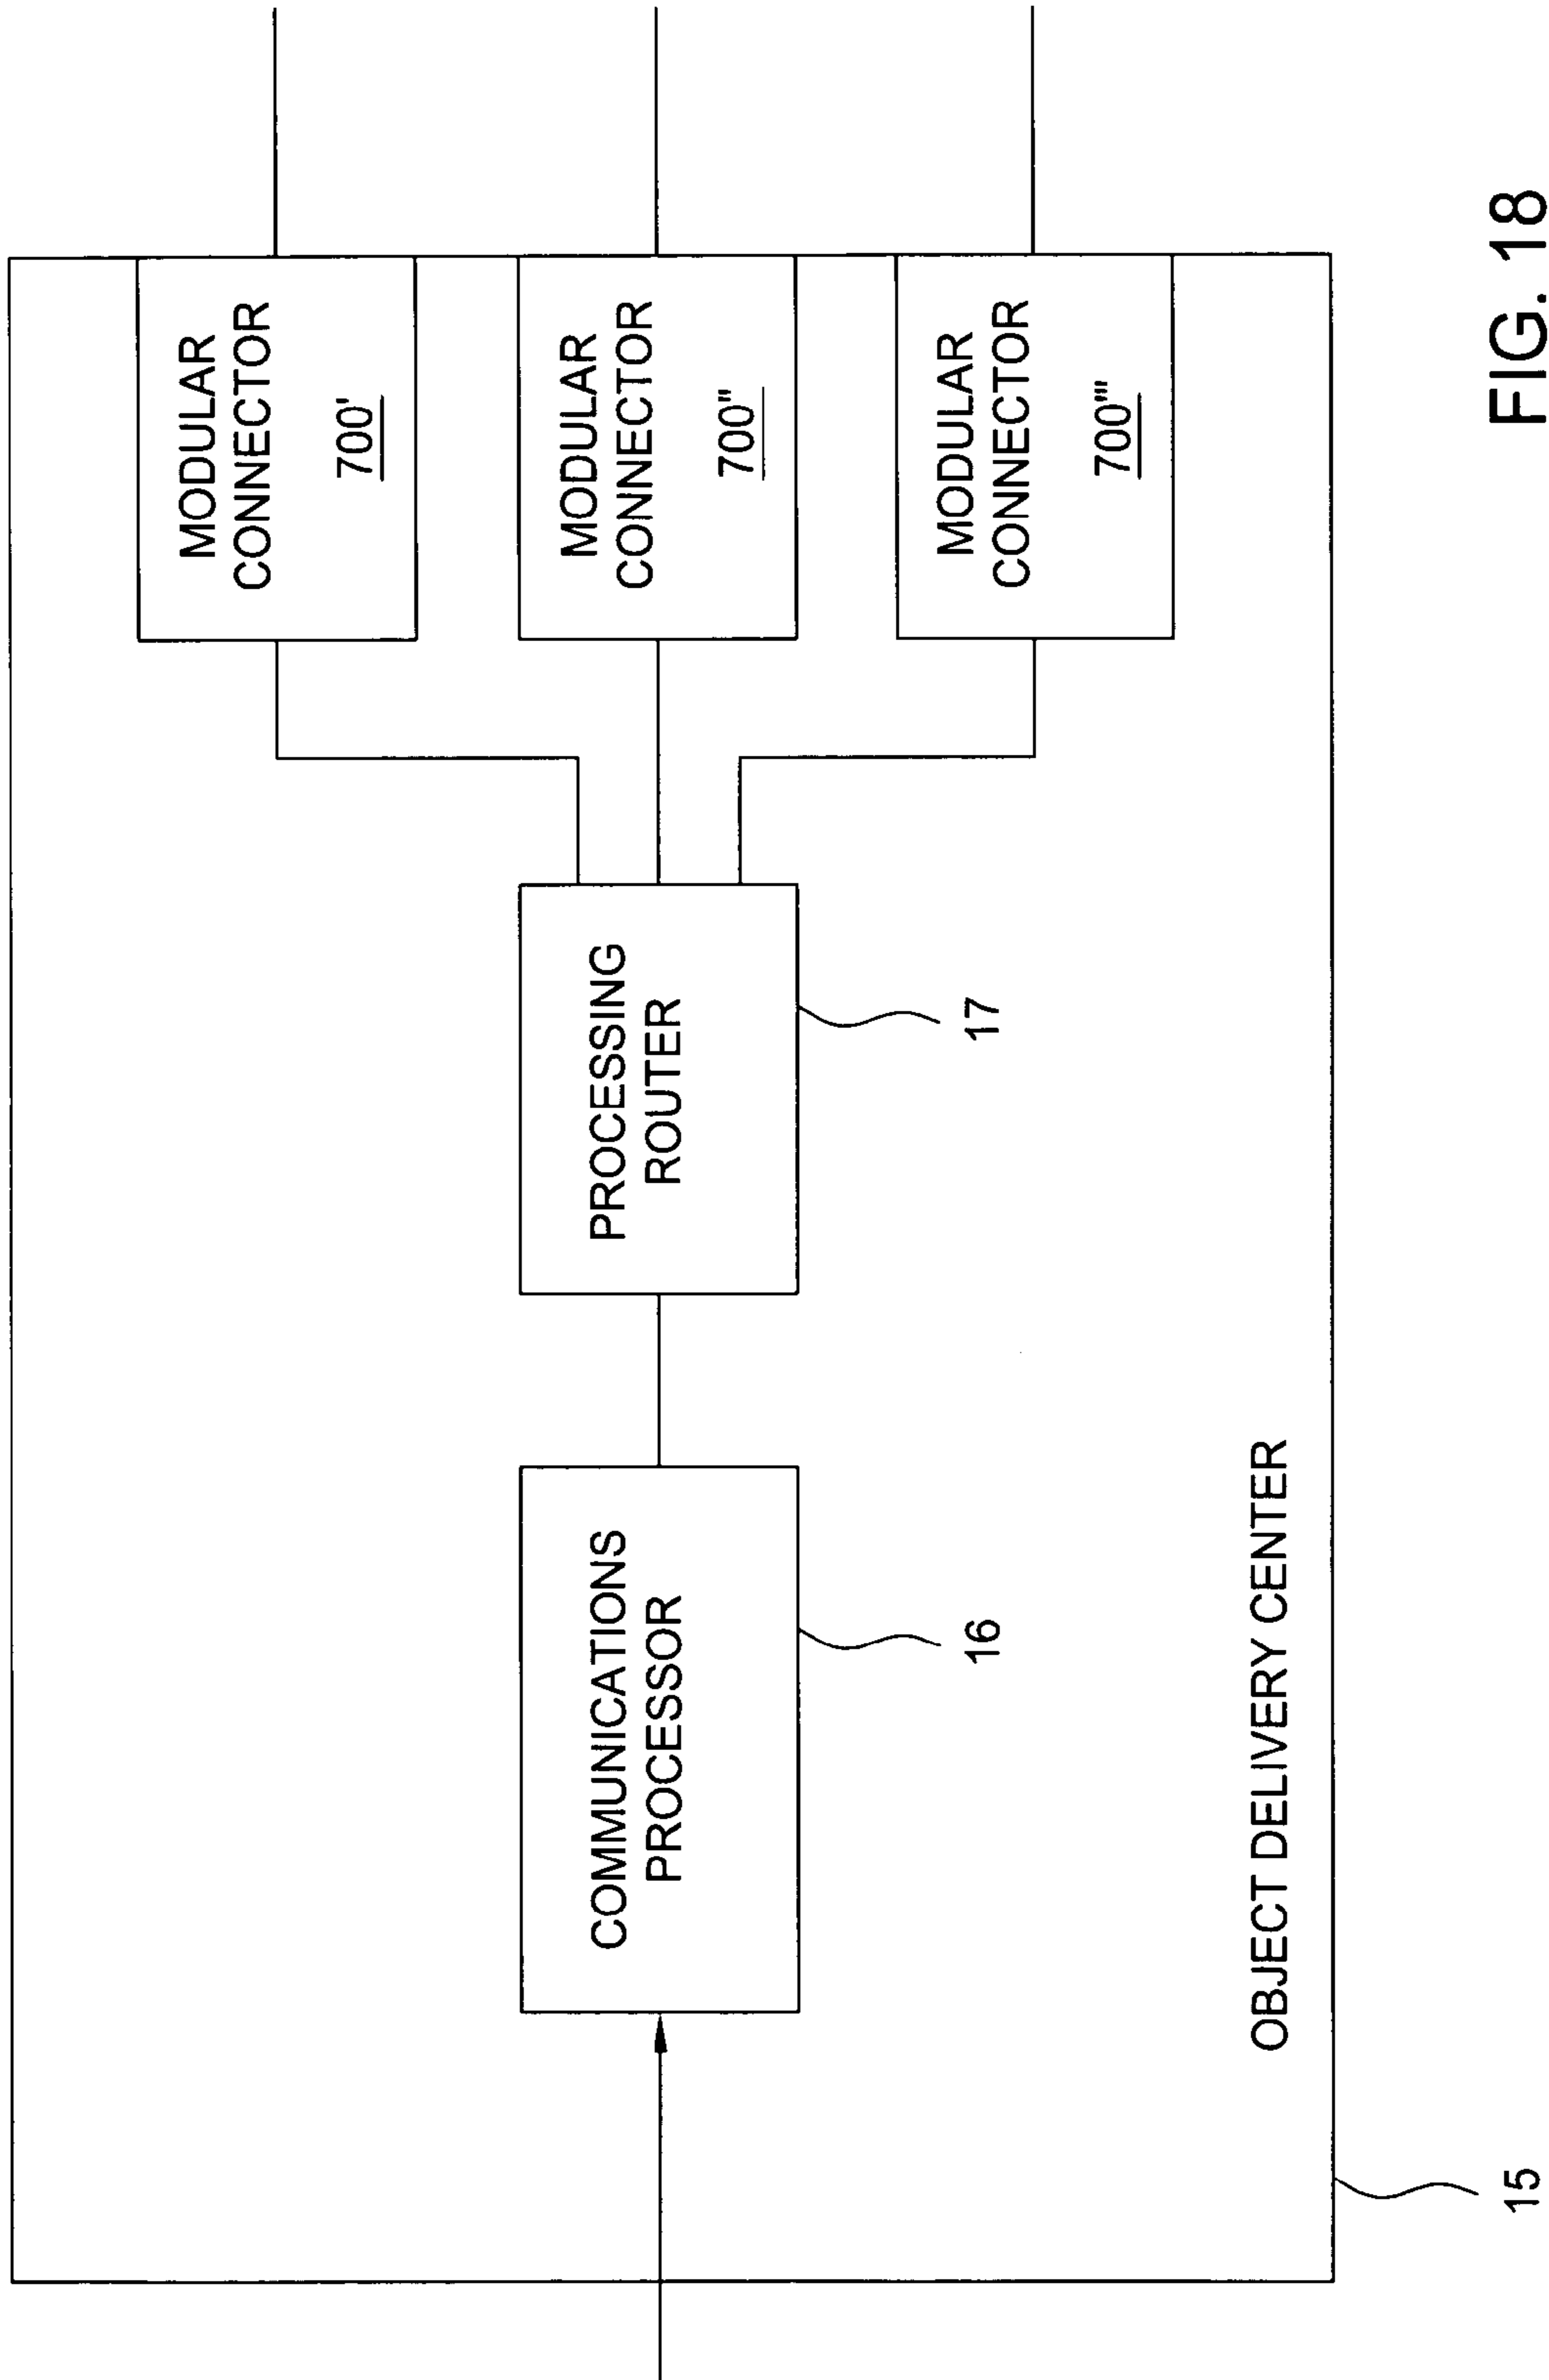 COMMUNICATIONS
PROCESSOR
16
PROCESSING
ROUTER
17
MODULAR
CONNECTOR
700'
MODULAR
CONNECTOR
700"
MODULAR
CONNECTOR
700'''
OBJECT DELIVERY CENTER
15
FIG. 18